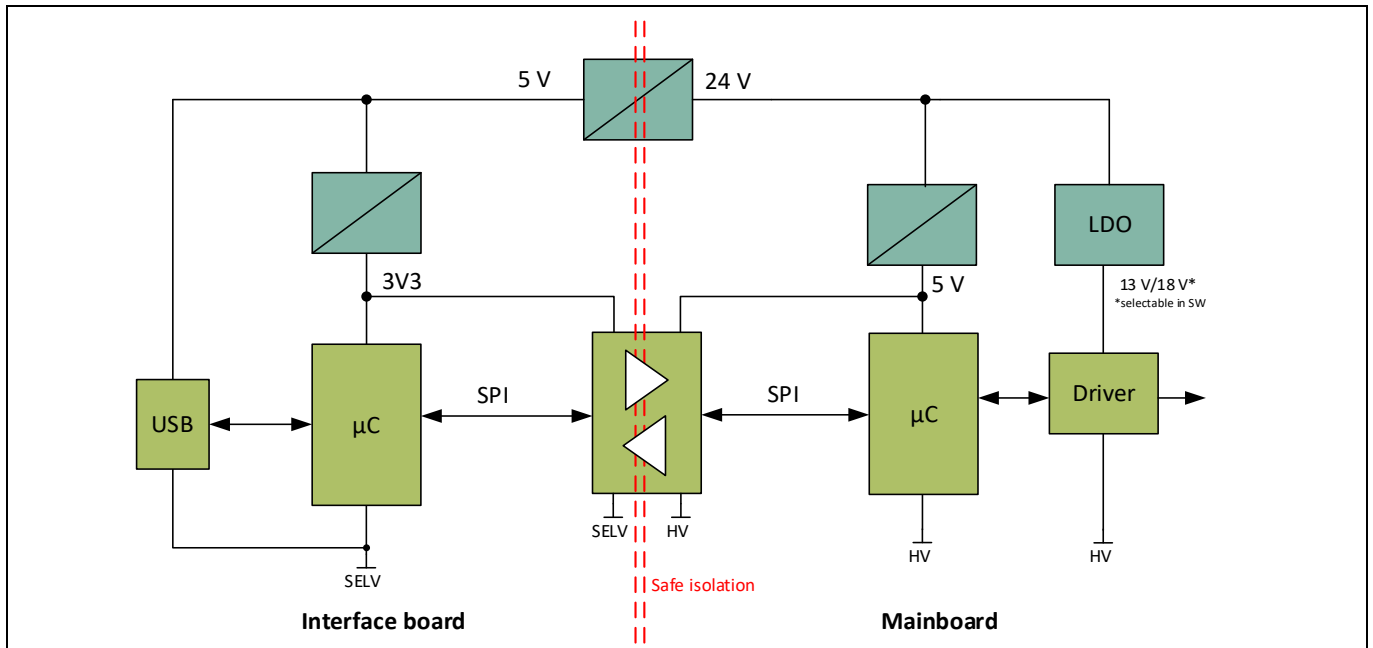 5 V
24 V
LDO
3V3
5 V
13 V/18 V*
*selectable in SW
USB
µC
SPI
SPI
µC
Driver
SELV
HV
HV
HV
SELV
Safe isolation
Interface board
Mainboard